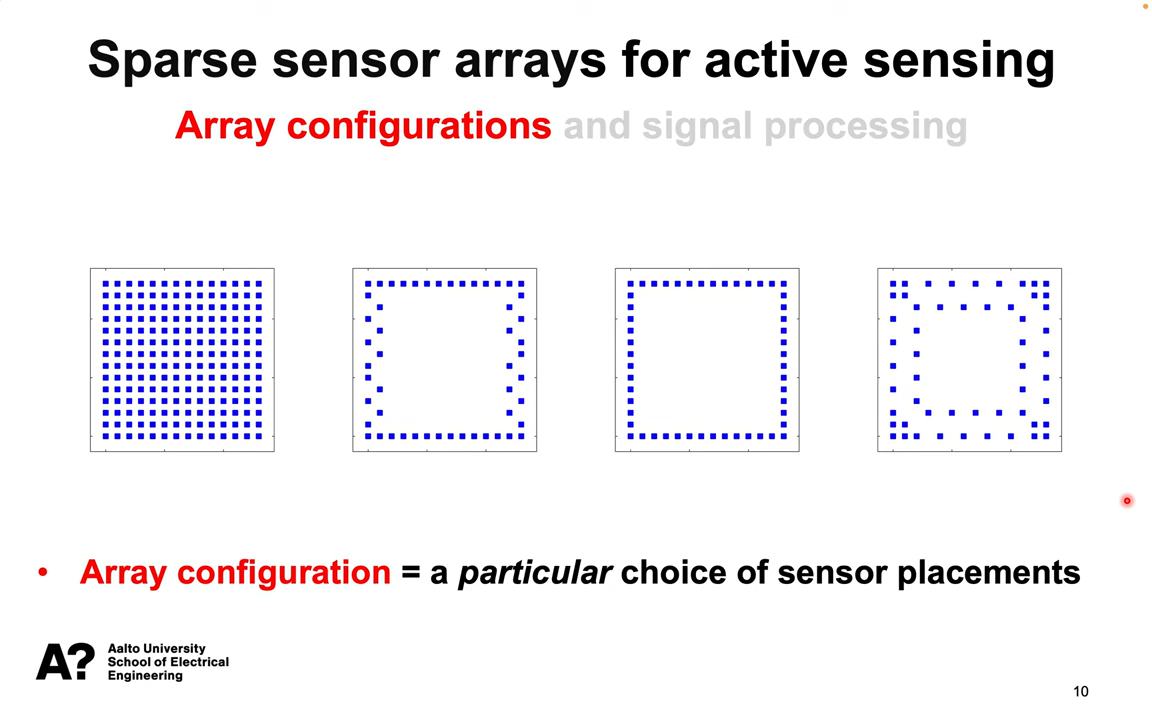 Sparse sensor arrays for active sensing
Array configurations and signal processing
• Array configuration = a particular choice of sensor placements
A?
Aalto University
School of Electrical
Engineering
10